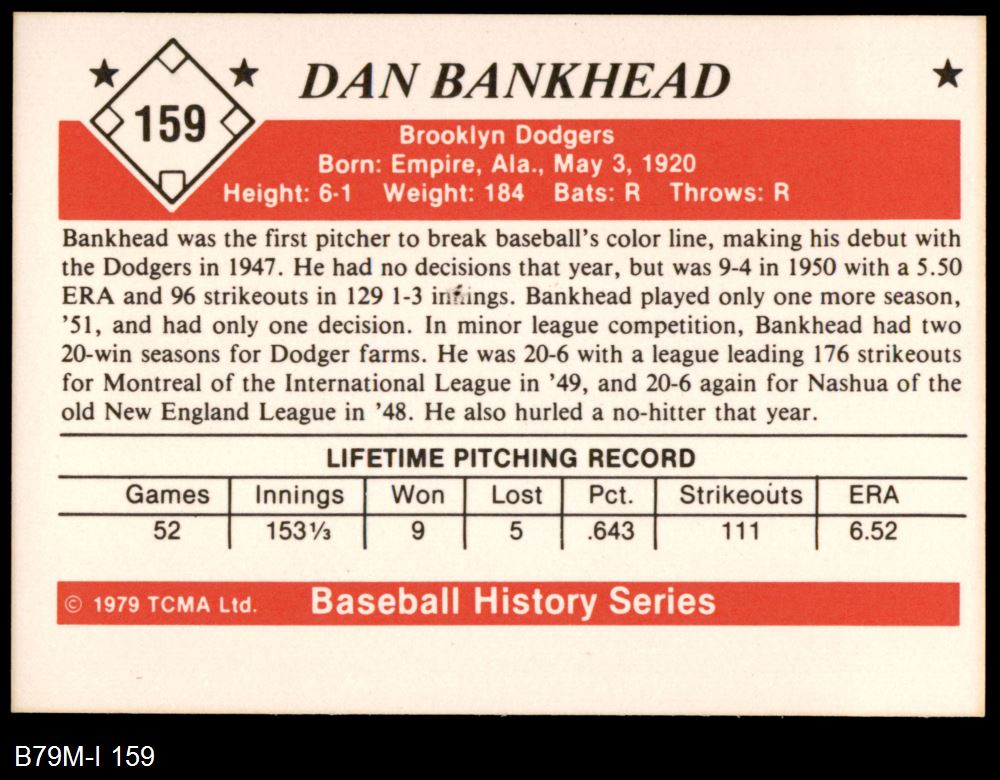 159
DAN BANKHEAD
Brooklyn Dodgers
Born: Empire, Ala., May 3, 1920
Height: 6-1 Weight: 184 Bats: R Throws: R
Bankhead was the first pitcher to break baseball's color line, making his debut with
the Dodgers in 1947. He had no decisions that year, but was 9-4 in 1950 with a 5.50
ERA and 96 strikeouts in 129 1-3 innings. Bankhead played only one more season,
'51, and had only one decision. In minor league competition, Bankhead had two
20-win seasons for Dodger farms. He was 20-6 with a league leading 176 strikeouts
for Montreal of the International League in '49, and 20-6 again for Nashua of the
old New England League in '48. He also hurled a no-hitter that year.
LIFETIME PITCHING RECORD
Games Innings Won Lost Pct. Strikeouts ERA
52 153⅓ 9 5 .643 111 6.52
© 1979 TCMA Ltd. Baseball History Series
B79M-I 159